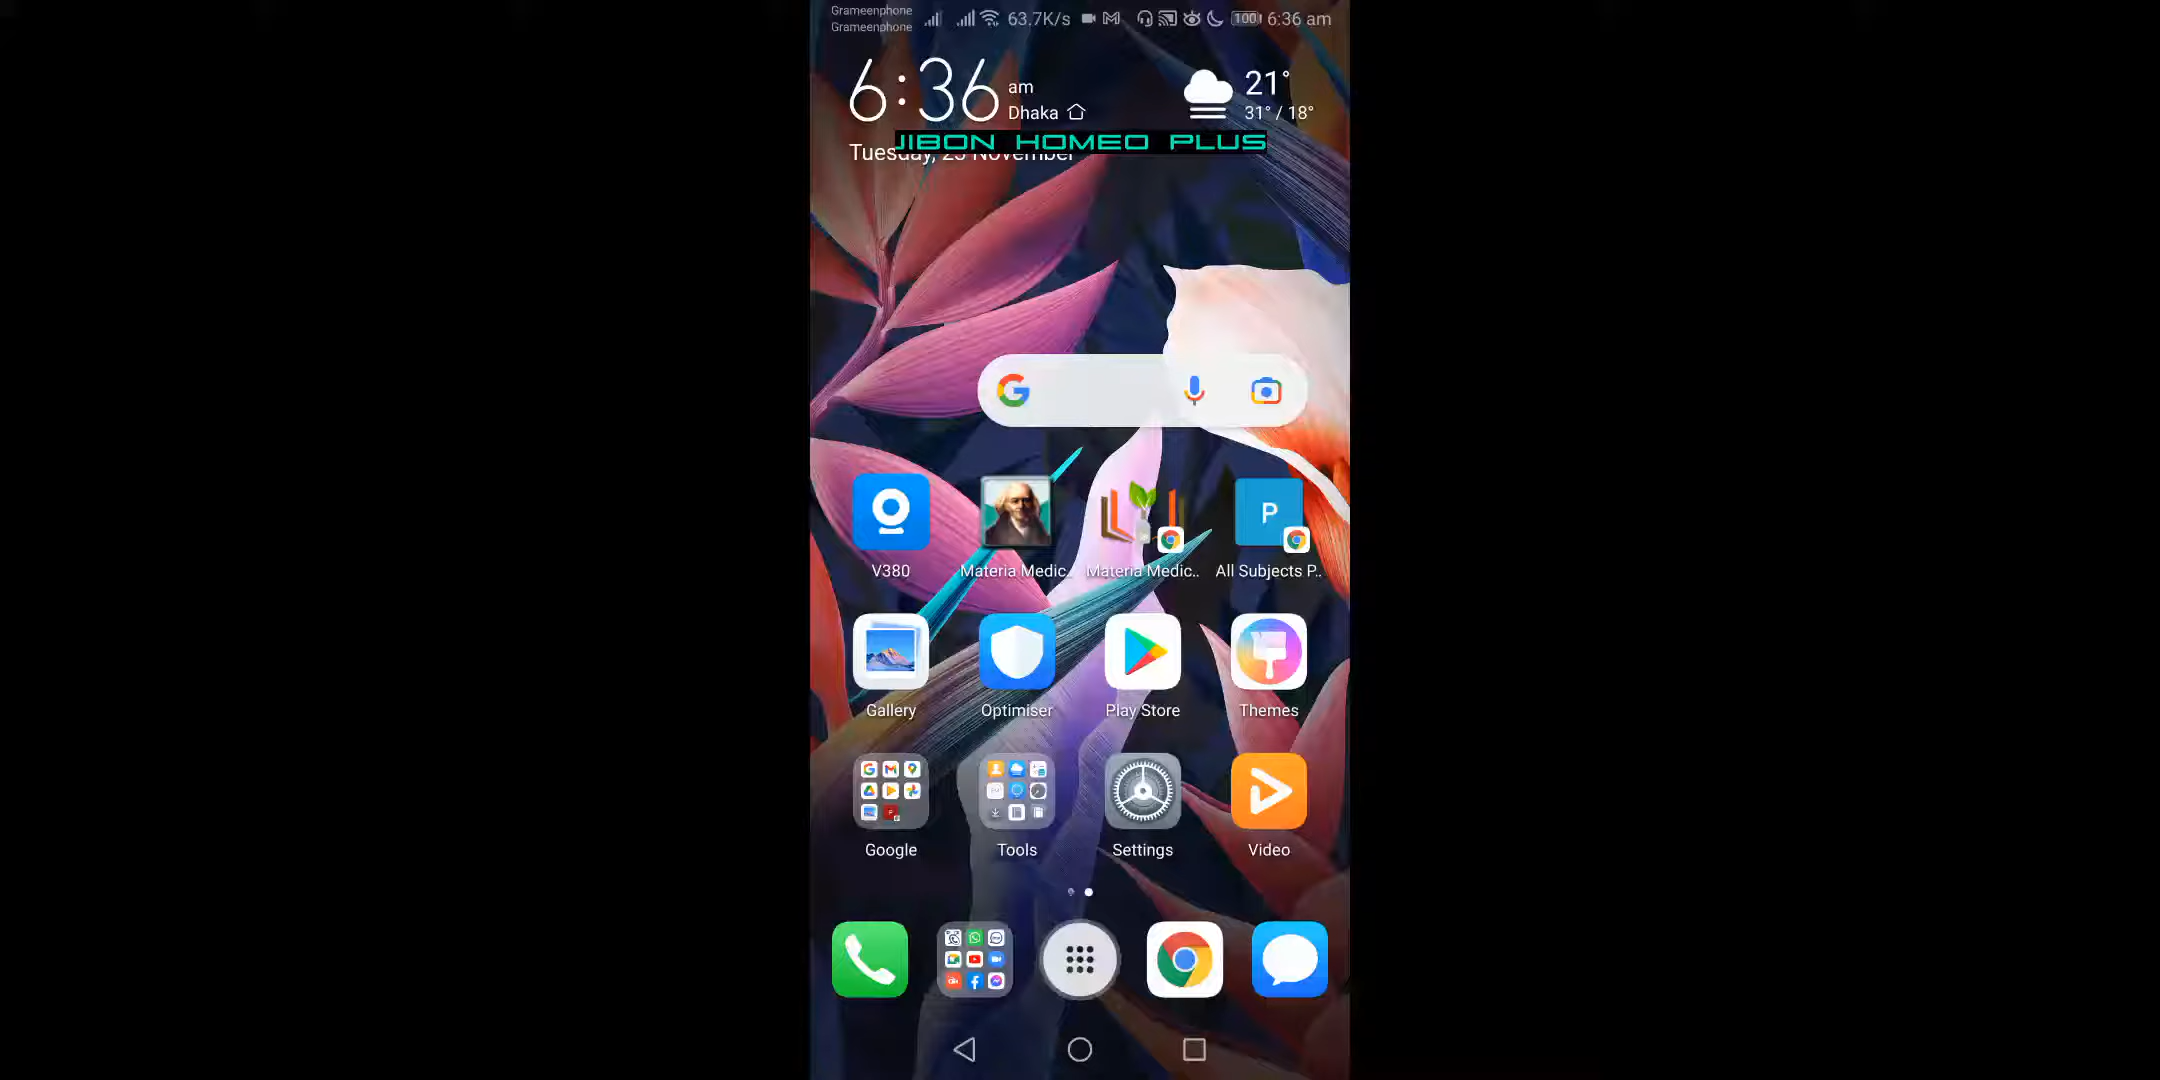 Grameenphone
Grameenphone
63.7K/s
100
6:36 am
6:36 am
Dhaka
21°
31° / 18°
JIBON HOMEO PLUS
Tuesday, November
V380
Materia Medic..
Materia Medic..
P
All Subjects P..
Gallery
Optimiser
Play Store
Themes
Google
Tools
Settings
Video